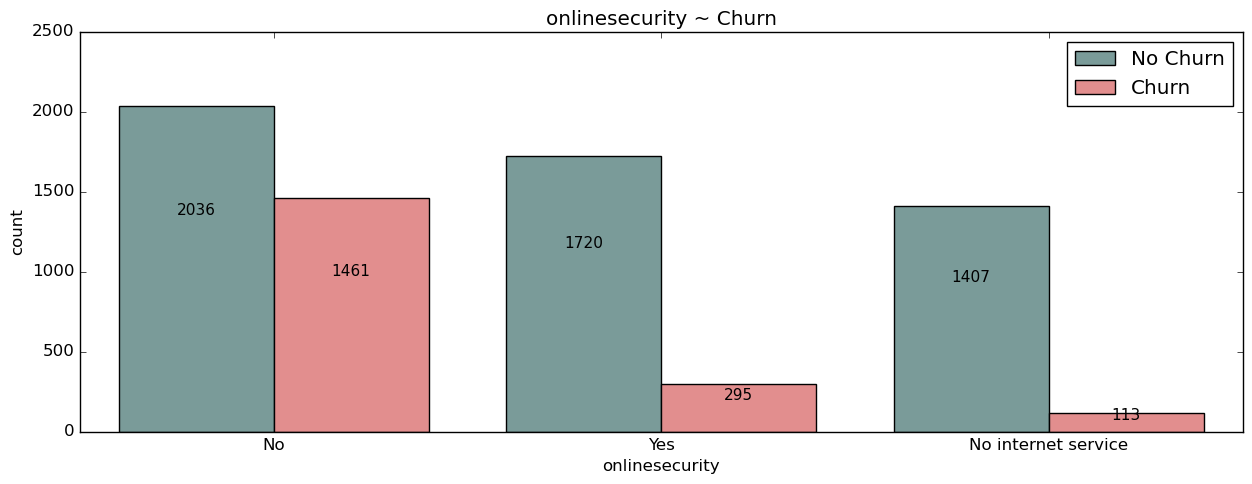 onlinesecurity ~ Churn
2500
2000
1500
1000
500
0
count
No Churn
Churn
2036
1461
1720
295
1407
113
No
Yes
No internet service
onlinesecurity